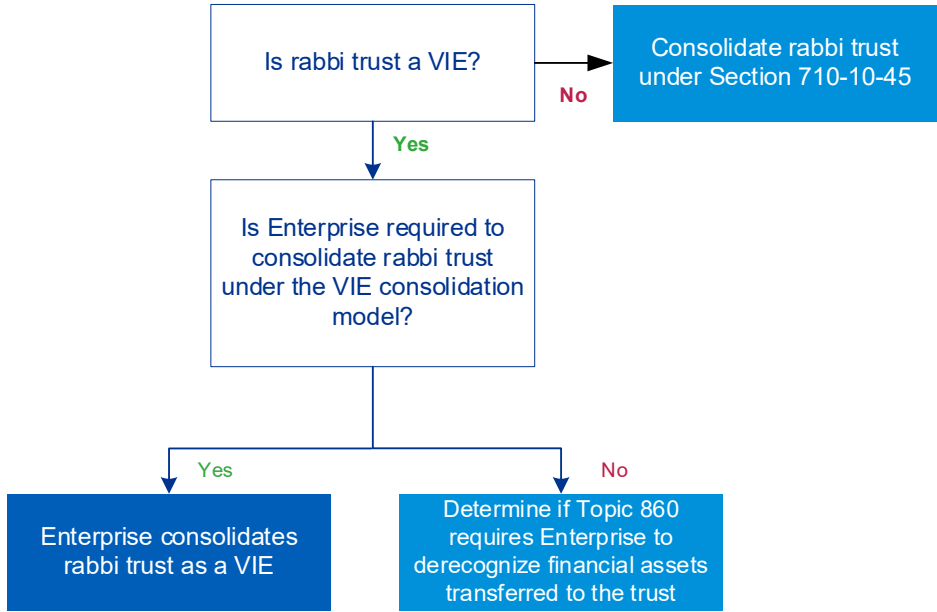 Is rabbi trust a VIE?
No
Consolidate rabbi trust
under Section 710-10-45
Yes
Is Enterprise required to
consolidate rabbi trust
under the VIE consolidation
model?
Yes
No
Enterprise consolidates
rabbi trust as a VIE
Determine if Topic 860
requires Enterprise to
derecognize financial assets
transferred to the trust